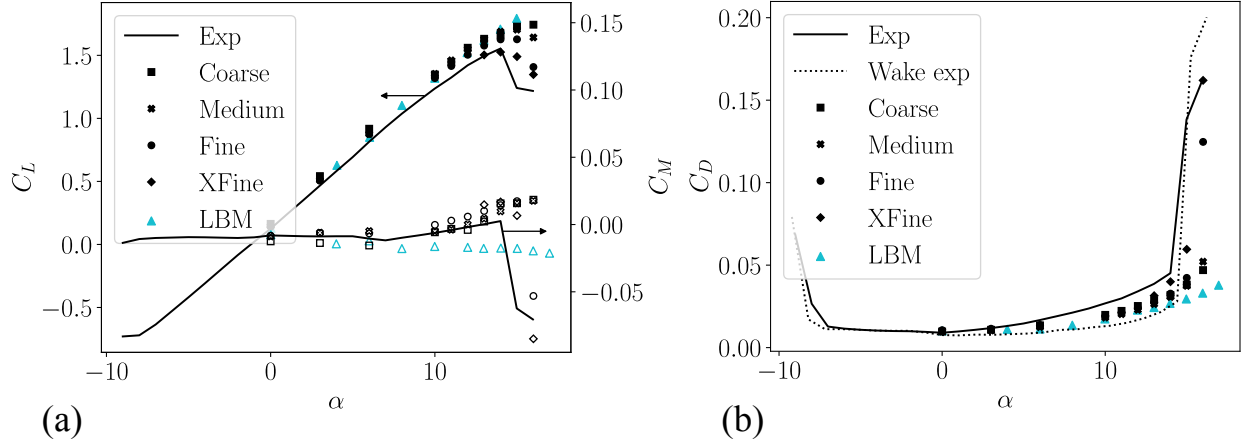 1.5
1.0
0.5
0.0
−0.5
C_L
−10
0
10
α
0.15
0.10
0.05
0.00
−0.05
C_M
Exp
Coarse
Medium
Fine
XFine
LBM
(a)
0.20
0.15
0.10
0.05
0.00
C_D
−10
0
10
α
Exp
Wake exp
Coarse
Medium
Fine
XFine
LBM
(b)